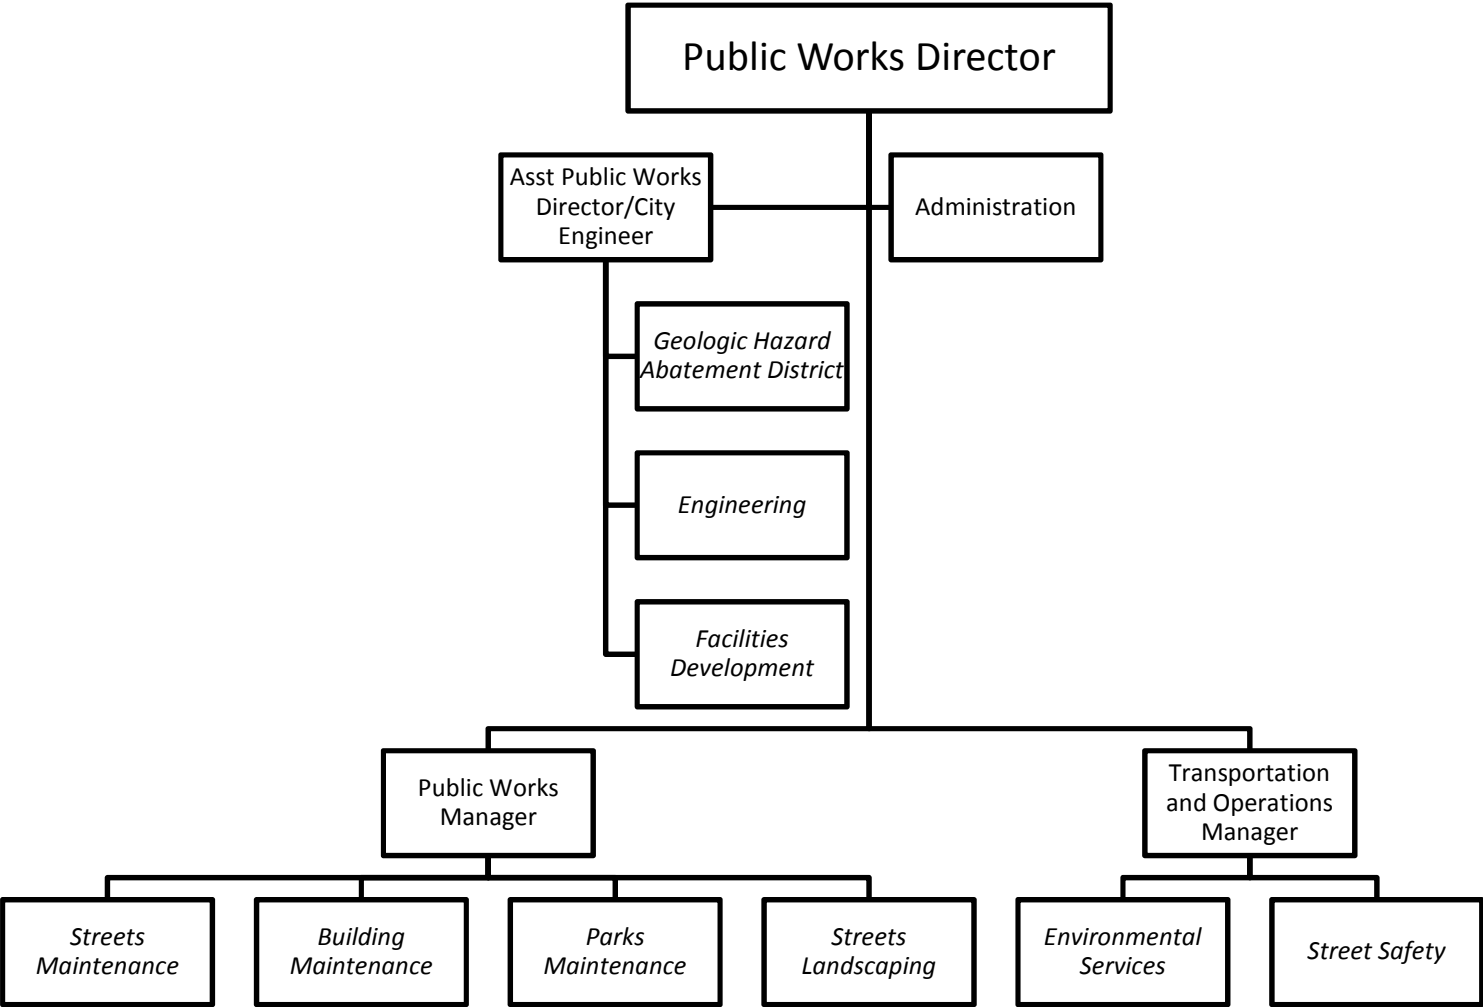 Public Works Director
Asst Public Works
Director/City
Engineer
Administration
Geologic Hazard
Abatement District
Engineering
Facilities
Development
Public Works
Manager
Transportation
and Operations
Manager
Streets
Maintenance
Building
Maintenance
Parks
Maintenance
Streets
Landscaping
Environmental
Services
Street Safety